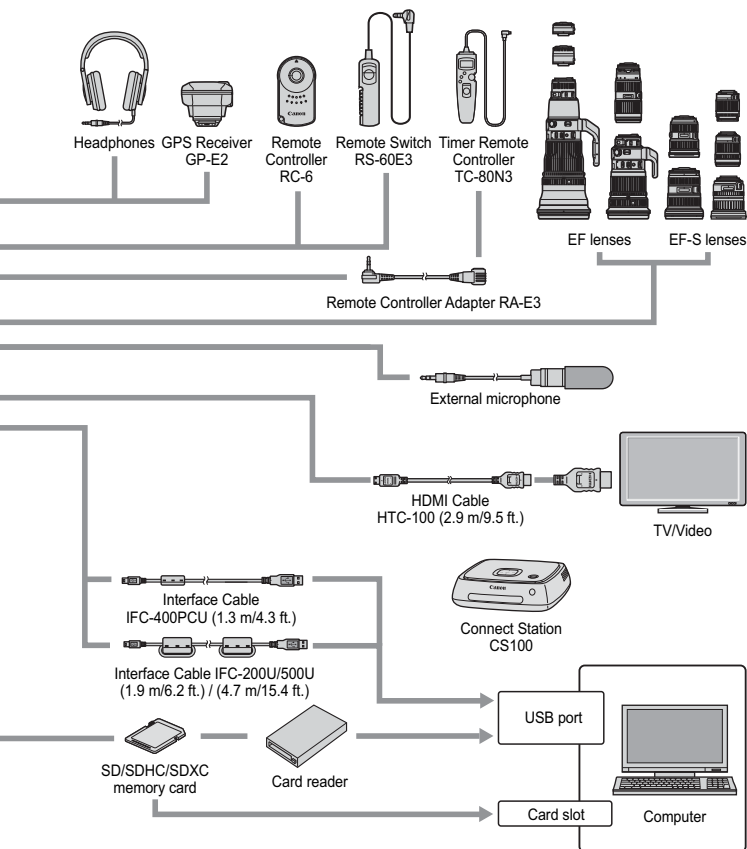 Headphones
GPS Receiver
GP-E2
Canon
Remote
Controller
RC-6
Remote Switch
RS-60E3
Timer Remote
Controller
TC-80N3
EF lenses
EF-S lenses
Remote Controller Adapter RA-E3
External microphone
HDMI Cable
HTC-100 (2.9 m/9.5 ft.)
TV/Video
Interface Cable
IFC-400PCU (1.3 m/4.3 ft.)
Canon
Connect Station
CS100
Interface Cable IFC-200U/500U
(1.9 m/6.2 ft.) / (4.7 m/15.4 ft.)
USB port
SD/SDHC/SDXC
memory card
Card reader
Card slot
Computer